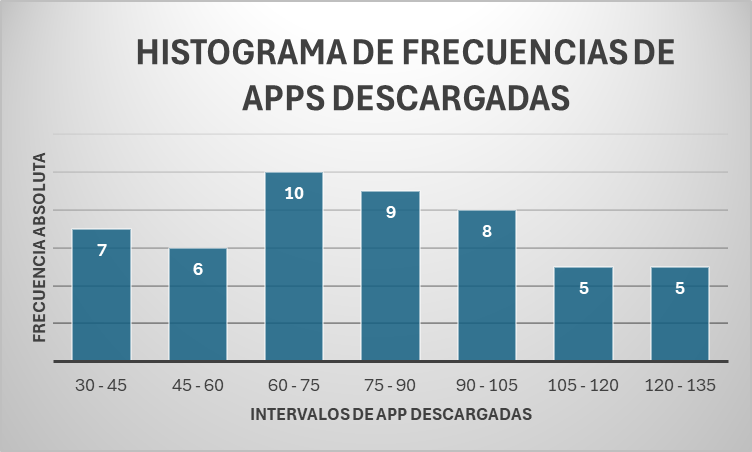 HISTOGRAMA DE FRECUENCIAS DE
APPS DESCARGADAS
FRECUENCIA ABSOLUTA
7
6
10
9
8
5
5
30 - 45
45 - 60
60 - 75
75 - 90
90 - 105
105 - 120
120 - 135
INTERVALOS DE APP DESCARGADAS